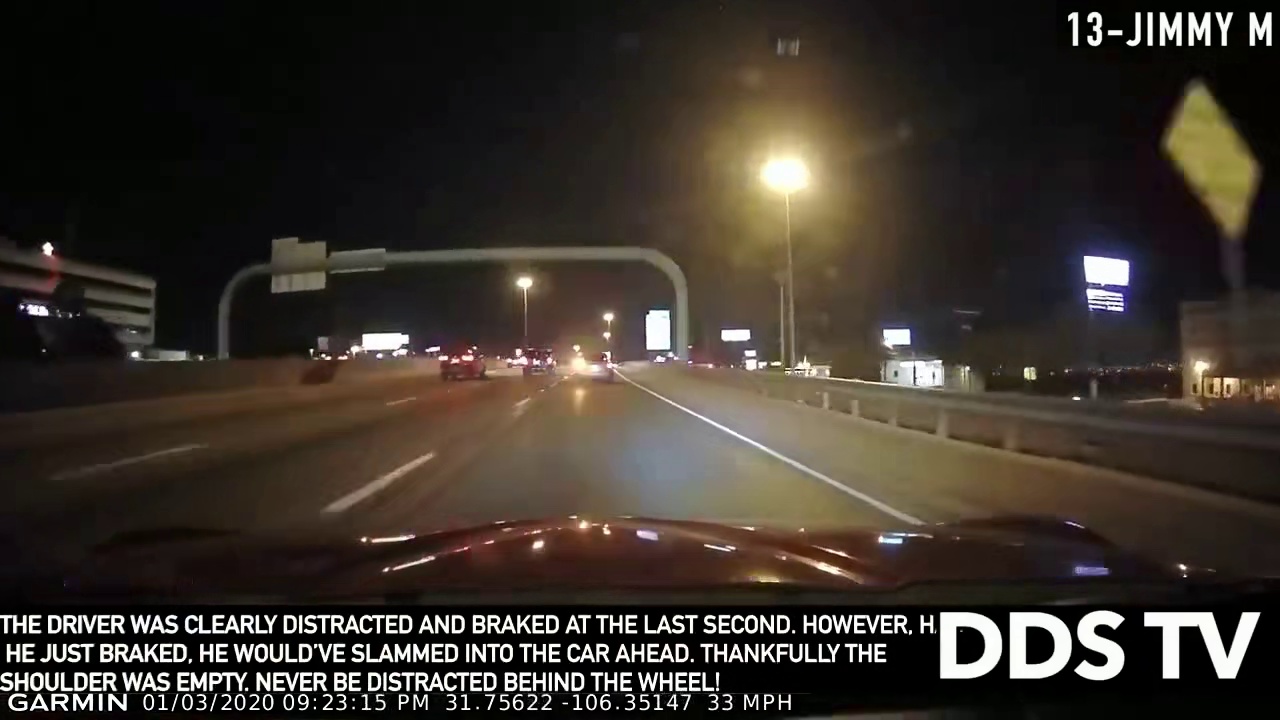 13-JIMMY M
THE DRIVER WAS CLEARLY DISTRACTED AND BRAKED AT THE LAST SECOND. HOWEVER, H
HE JUST BRAKED, HE WOULD'VE SLAMMED INTO THE CAR AHEAD. THANKFULLY THE
SHOULDER WAS EMPTY. NEVER BE DISTRACTED BEHIND THE WHEEL!
DDS TV
GARMIN 01/03/2020 09:23:15 PM 31.75622 -106.35147 33 MPH